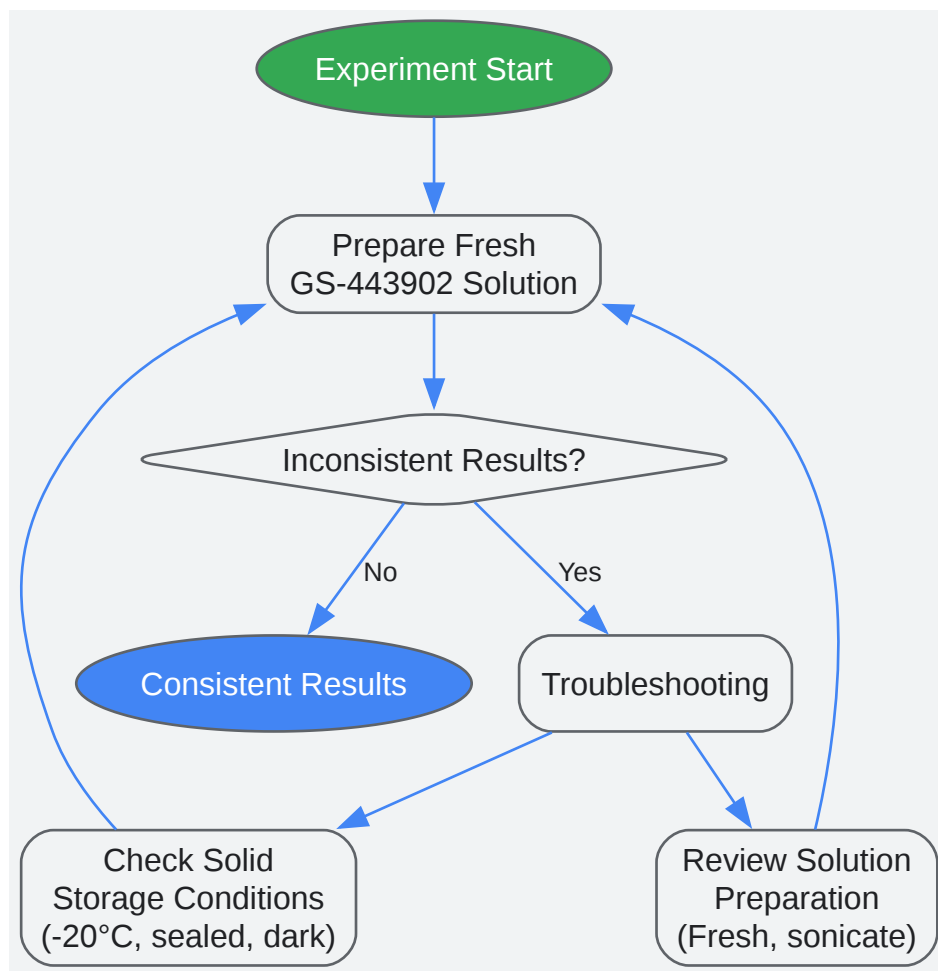 Experiment Start
Prepare Fresh
GS-443902 Solution
Inconsistent Results?
No
Yes
Consistent Results
Troubleshooting
Check Solid
Storage Conditions
(-20°C, sealed, dark)
Review Solution
Preparation
(Fresh, sonicate)